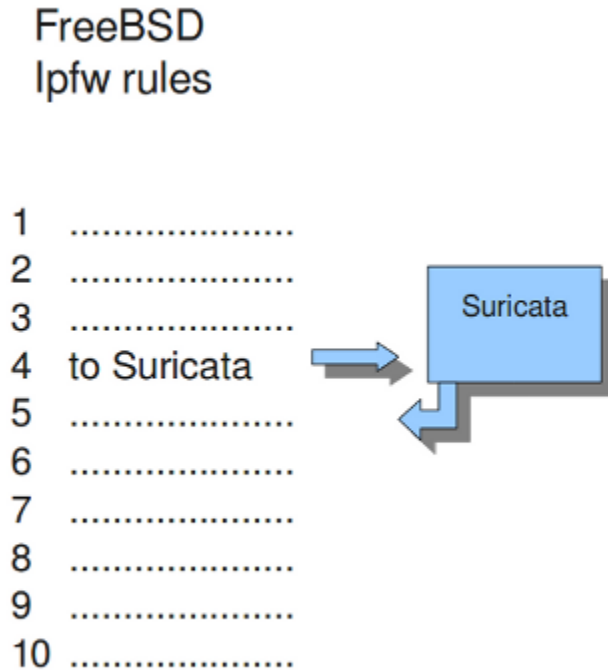 FreeBSD
Ipfw rules
1 .....................
2 .....................
3 .....................
4 to Suricata
Suricata
5 .....................
6 .....................
7 .....................
8 .....................
9 .....................
10 .....................